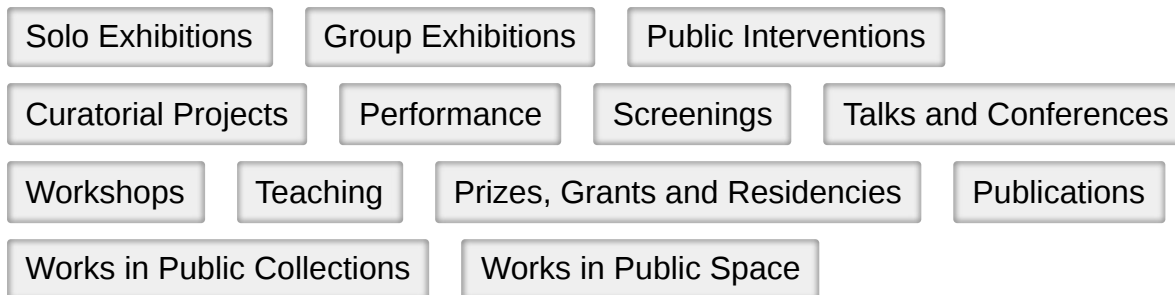 Solo Exhibitions Group Exhibitions Public Interventions
Curatorial Projects Performance Screenings Talks and Conferences
Workshops Teaching Prizes, Grants and Residencies Publications
Works in Public Collections Works in Public Space